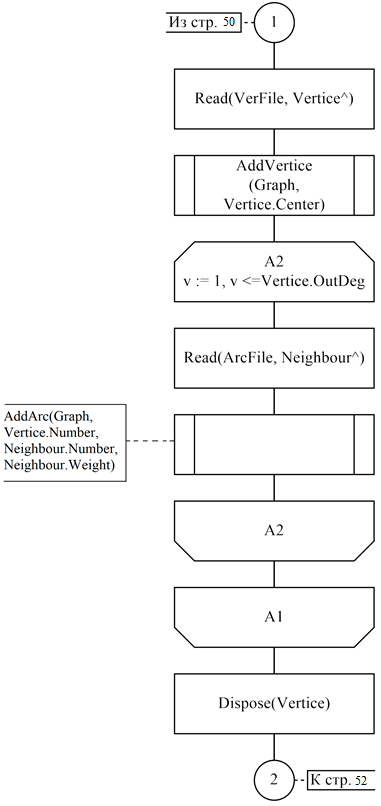 Из стр. 50
1
Read(VerFile, Vertice^)
AddVertice
(Graph,
Vertice.Center)
A2
v := 1, v <=Vertice.OutDeg
Read(ArcFile, Neighbour^)
AddArc(Graph,
Vertice.Number,
Neighbour.Number,
Neighbour.Weight)
A2
A1
Dispose(Vertice)
2
К стр. 52